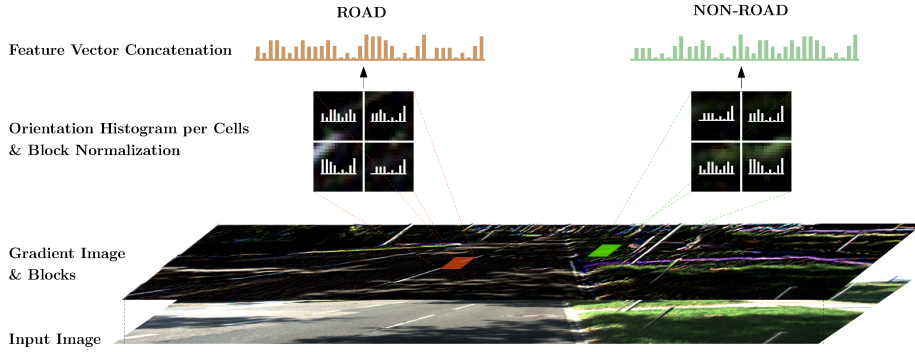 ROAD
NON-ROAD
Feature Vector Concatenation
Orientation Histogram per Cells
& Block Normalization
Gradient Image
& Blocks
Input Image